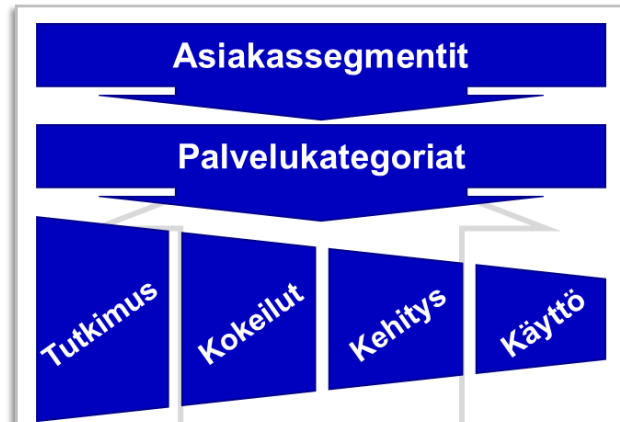 Asiakassegmentit
Palvelukategoriat
Tutkimus
Kokeilut
Kehitys
Käyttö